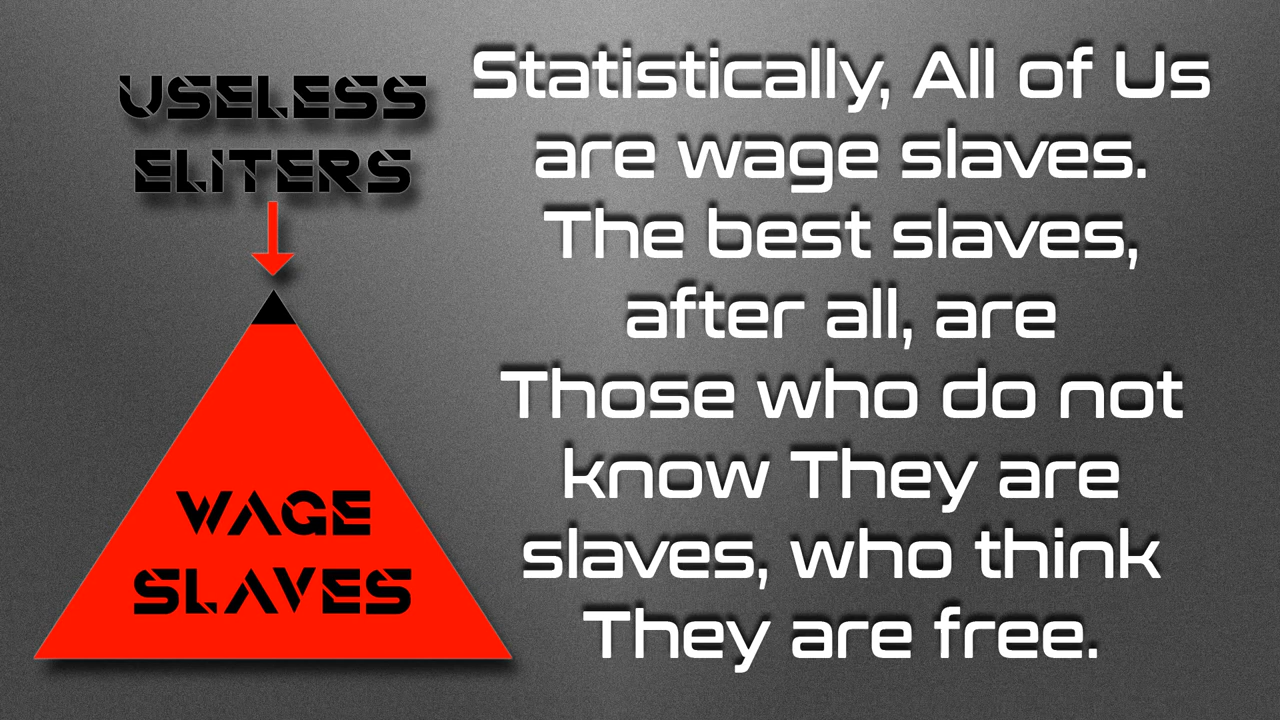 USELESS
ELiTERS
WAGE
SLAVES
Statistically, All of Us
are wage slaves.
The best slaves,
after all, are
Those who do not
know They are
slaves, who think
They are free.